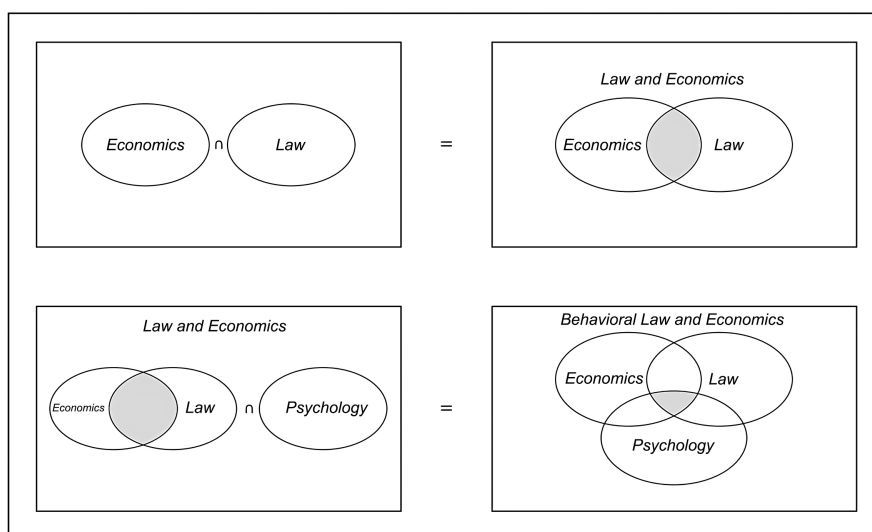 Law and Economics
Economics ∩ Law = Economics Law
Law and Economics
Behavioral Law and Economics
Economics Law ∩ Psychology = Economics Law
Psychology